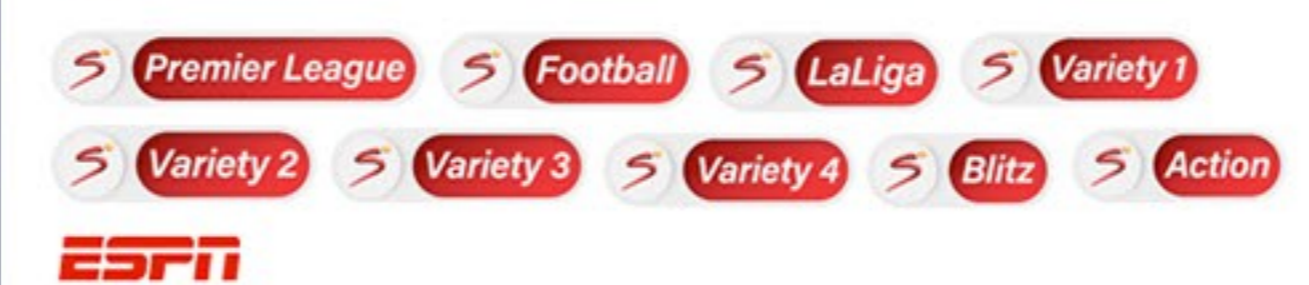 Premier League Football LaLiga Variety 1
Variety 2 Variety 3 Variety 4 Blitz Action
ESPN